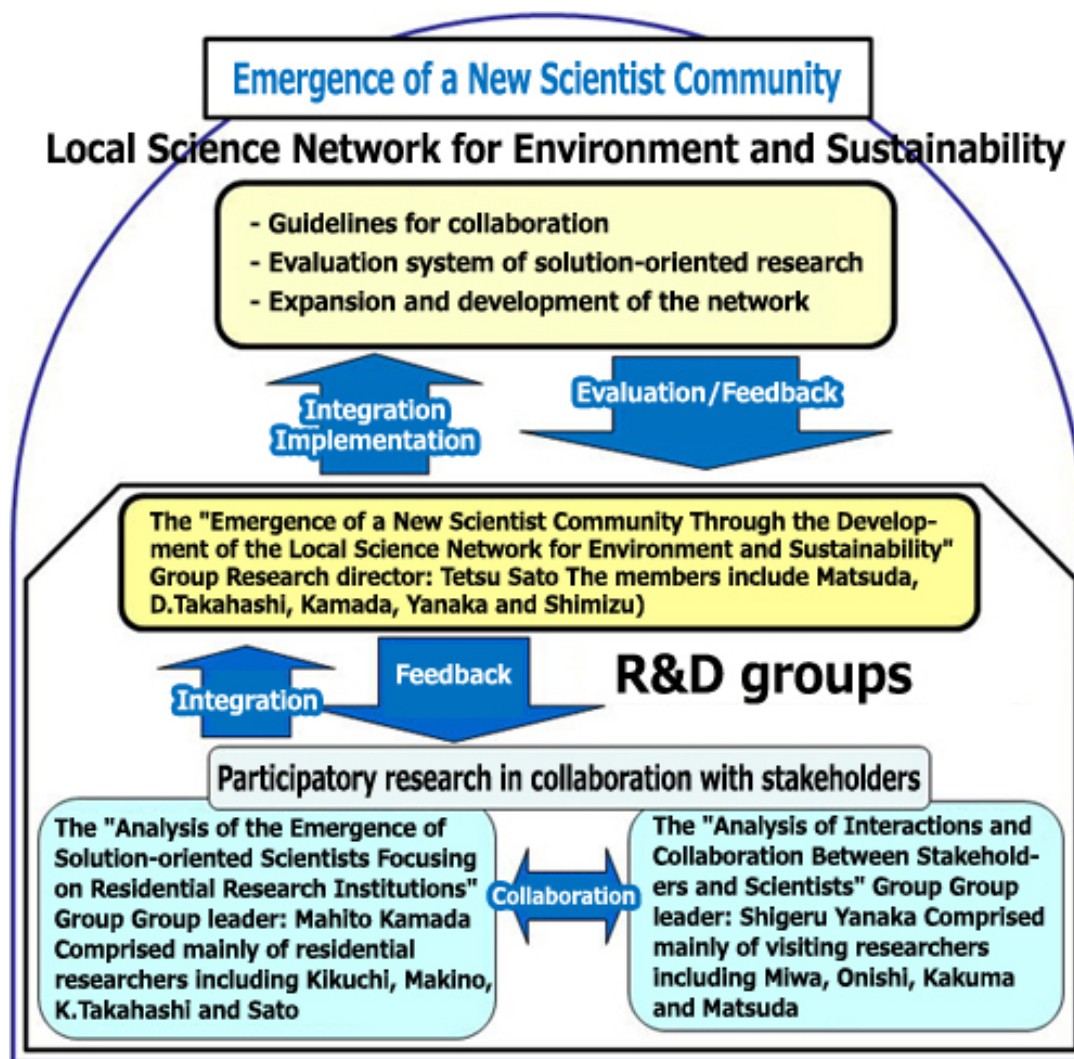 Emergence of a New Scientist Community
Local Science Network for Environment and Sustainability
- Guidelines for collaboration
- Evaluation system of solution-oriented research
- Expansion and development of the network
Integration
Implementation
Evaluation/Feedback
The "Emergence of a New Scientist Community Through the Develop-
ment of the Local Science Network for Environment and Sustainability"
Group Research director: Tetsu Sato The members include Matsuda,
D.Takahashi, Kamada, Yanaka and Shimizu)
Integration
Feedback
R&D groups
Participatory research in collaboration with stakeholders
The "Analysis of the Emergence of
Solution-oriented Scientists Focusing
on Residential Research Institutions"
Group Group leader: Mahito Kamada
Comprised mainly of residential
researchers including Kikuchi, Makino,
K.Takahashi and Sato
Collaboration
The "Analysis of Interactions and
Collaboration Between Stakehold-
ers and Scientists" Group Group
leader: Shigeru Yanaka Comprised
mainly of visiting researchers
including Miwa, Onishi, Kakuma
and Matsuda